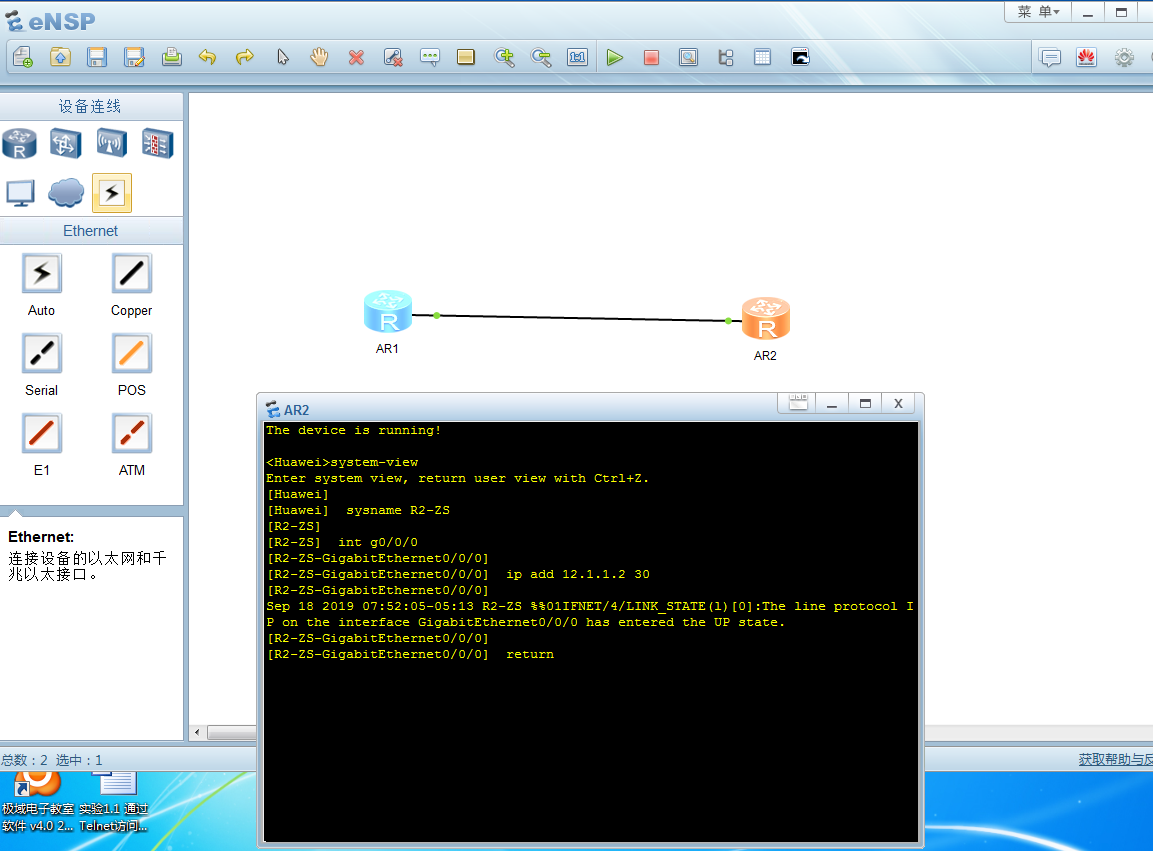 eNSP
菜 单
设备连线
Ethernet
Auto
Copper
Serial
POS
E1
ATM
Ethernet:
连接设备的以太网和千
兆以太接口。
AR1
AR2
AR2
The device is running!
<Huawei>system-view
Enter system view, return user view with Ctrl+Z.
[Huawei]
[Huawei]  sysname R2-ZS
[R2-ZS]
[R2-ZS]  int g0/0/0
[R2-ZS-GigabitEthernet0/0/0]
[R2-ZS-GigabitEthernet0/0/0]  ip add 12.1.1.2 30
[R2-ZS-GigabitEthernet0/0/0]
Sep 18 2019 07:52:05-05:13 R2-ZS %%01IFNET/4/LINK_STATE(l)[0]:The line protocol I
P on the interface GigabitEthernet0/0/0 has entered the UP state.
[R2-ZS-GigabitEthernet0/0/0]
[R2-ZS-GigabitEthernet0/0/0]  return
总数：2 选中：1
获取帮助与反
极域电子教室
软件 v4.0 2...
实验1.1 通过
Telnet访问...